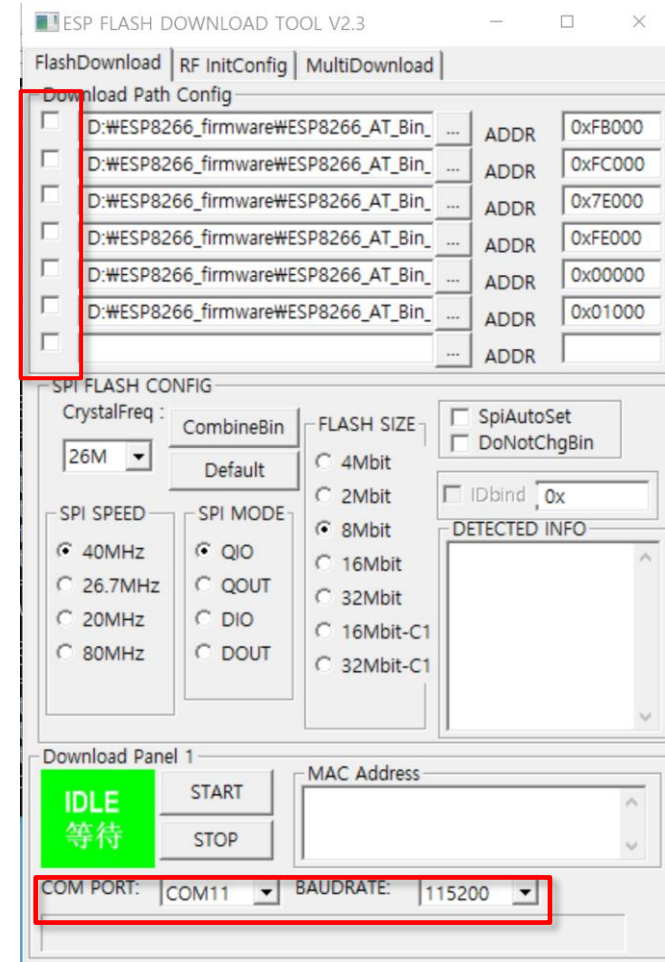 ESP FLASH DOWNLOAD TOOL V2.3
FlashDownload RF InitConfig MultiDownload
Download Path Config
D:₩ESP8266_firmware₩ESP8266_AT_Bin_ ... ADDR 0xFB000
D:₩ESP8266_firmware₩ESP8266_AT_Bin_ ... ADDR 0xFC000
D:₩ESP8266_firmware₩ESP8266_AT_Bin_ ... ADDR 0x7E000
D:₩ESP8266_firmware₩ESP8266_AT_Bin_ ... ADDR 0xFE000
D:₩ESP8266_firmware₩ESP8266_AT_Bin_ ... ADDR 0x00000
D:₩ESP8266_firmware₩ESP8266_AT_Bin_ ... ADDR 0x01000
... ADDR
SPI FLASH CONFIG
CrystalFreq :
26M
CombineBin
Default
SPI SPEED
40MHz
26.7MHz
20MHz
80MHz
SPI MODE
QIO
QOUT
DIO
DOUT
FLASH SIZE
4Mbit
2Mbit
8Mbit
16Mbit
32Mbit
16Mbit-C1
32Mbit-C1
SpiAutoSet
DoNotChgBin
IDbind 0x
DETECTED INFO
Download Panel 1
IDLE
等待
START
STOP
MAC Address
COM PORT: COM11 BAUDRATE: 115200